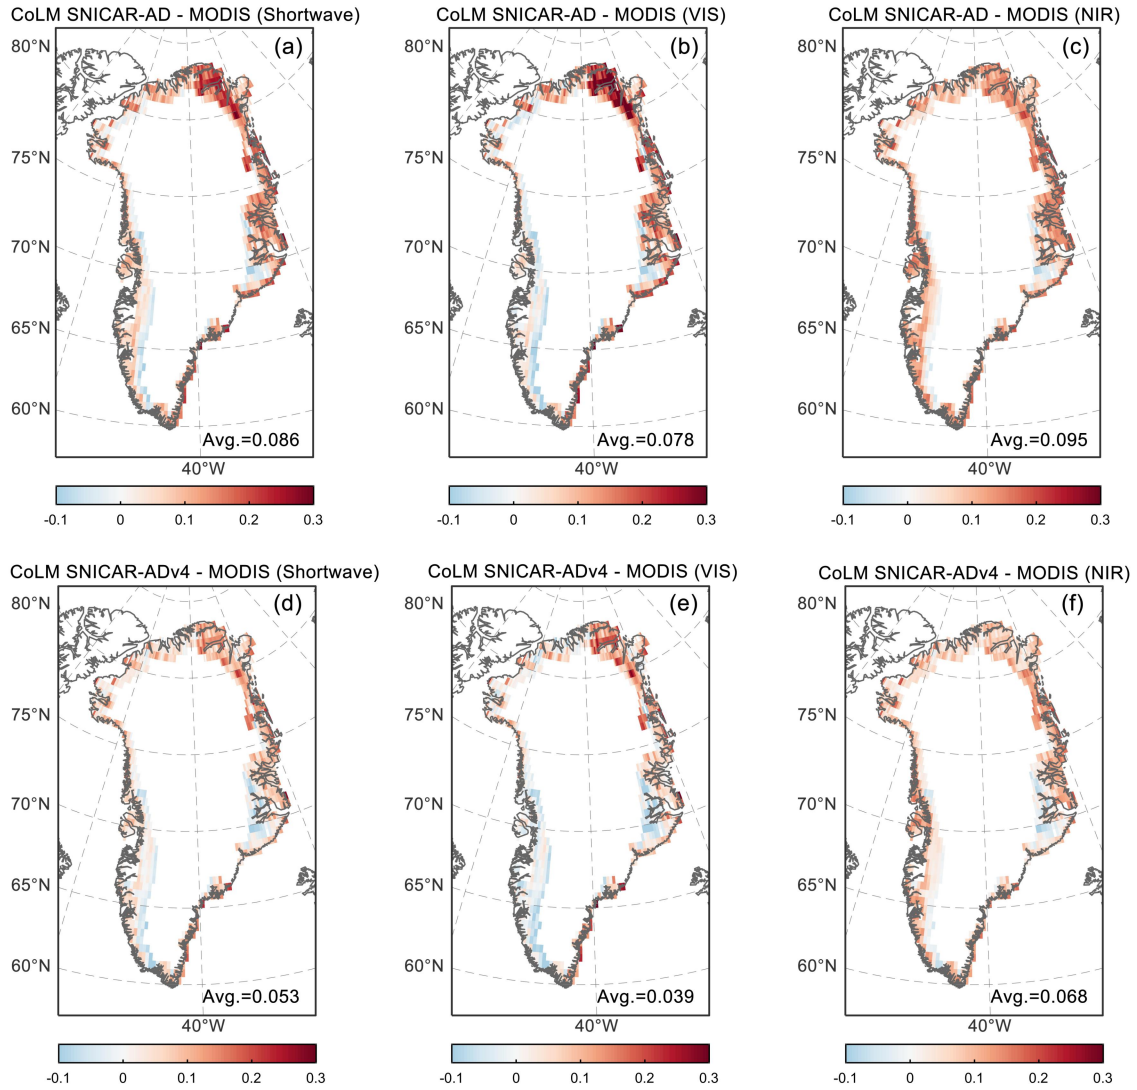 CoLM SNICAR-AD - MODIS (Shortwave)
CoLM SNICAR-AD - MODIS (VIS)
CoLM SNICAR-AD - MODIS (NIR)
80°N
(a)
80°N
(b)
80°N
(c)
75°N
75°N
75°N
70°N
70°N
70°N
65°N
65°N
65°N
60°N
60°N
60°N
Avg.=0.086
Avg.=0.078
Avg.=0.095
40°W
40°W
40°W
-0.1 0 0.1 0.2 0.3
-0.1 0 0.1 0.2 0.3
-0.1 0 0.1 0.2 0.3
CoLM SNICAR-ADv4 - MODIS (Shortwave)
CoLM SNICAR-ADv4 - MODIS (VIS)
CoLM SNICAR-ADv4 - MODIS (NIR)
80°N
(d)
80°N
(e)
80°N
(f)
75°N
75°N
75°N
70°N
70°N
70°N
65°N
65°N
65°N
60°N
60°N
60°N
Avg.=0.053
Avg.=0.039
Avg.=0.068
40°W
40°W
40°W
-0.1 0 0.1 0.2 0.3
-0.1 0 0.1 0.2 0.3
-0.1 0 0.1 0.2 0.3